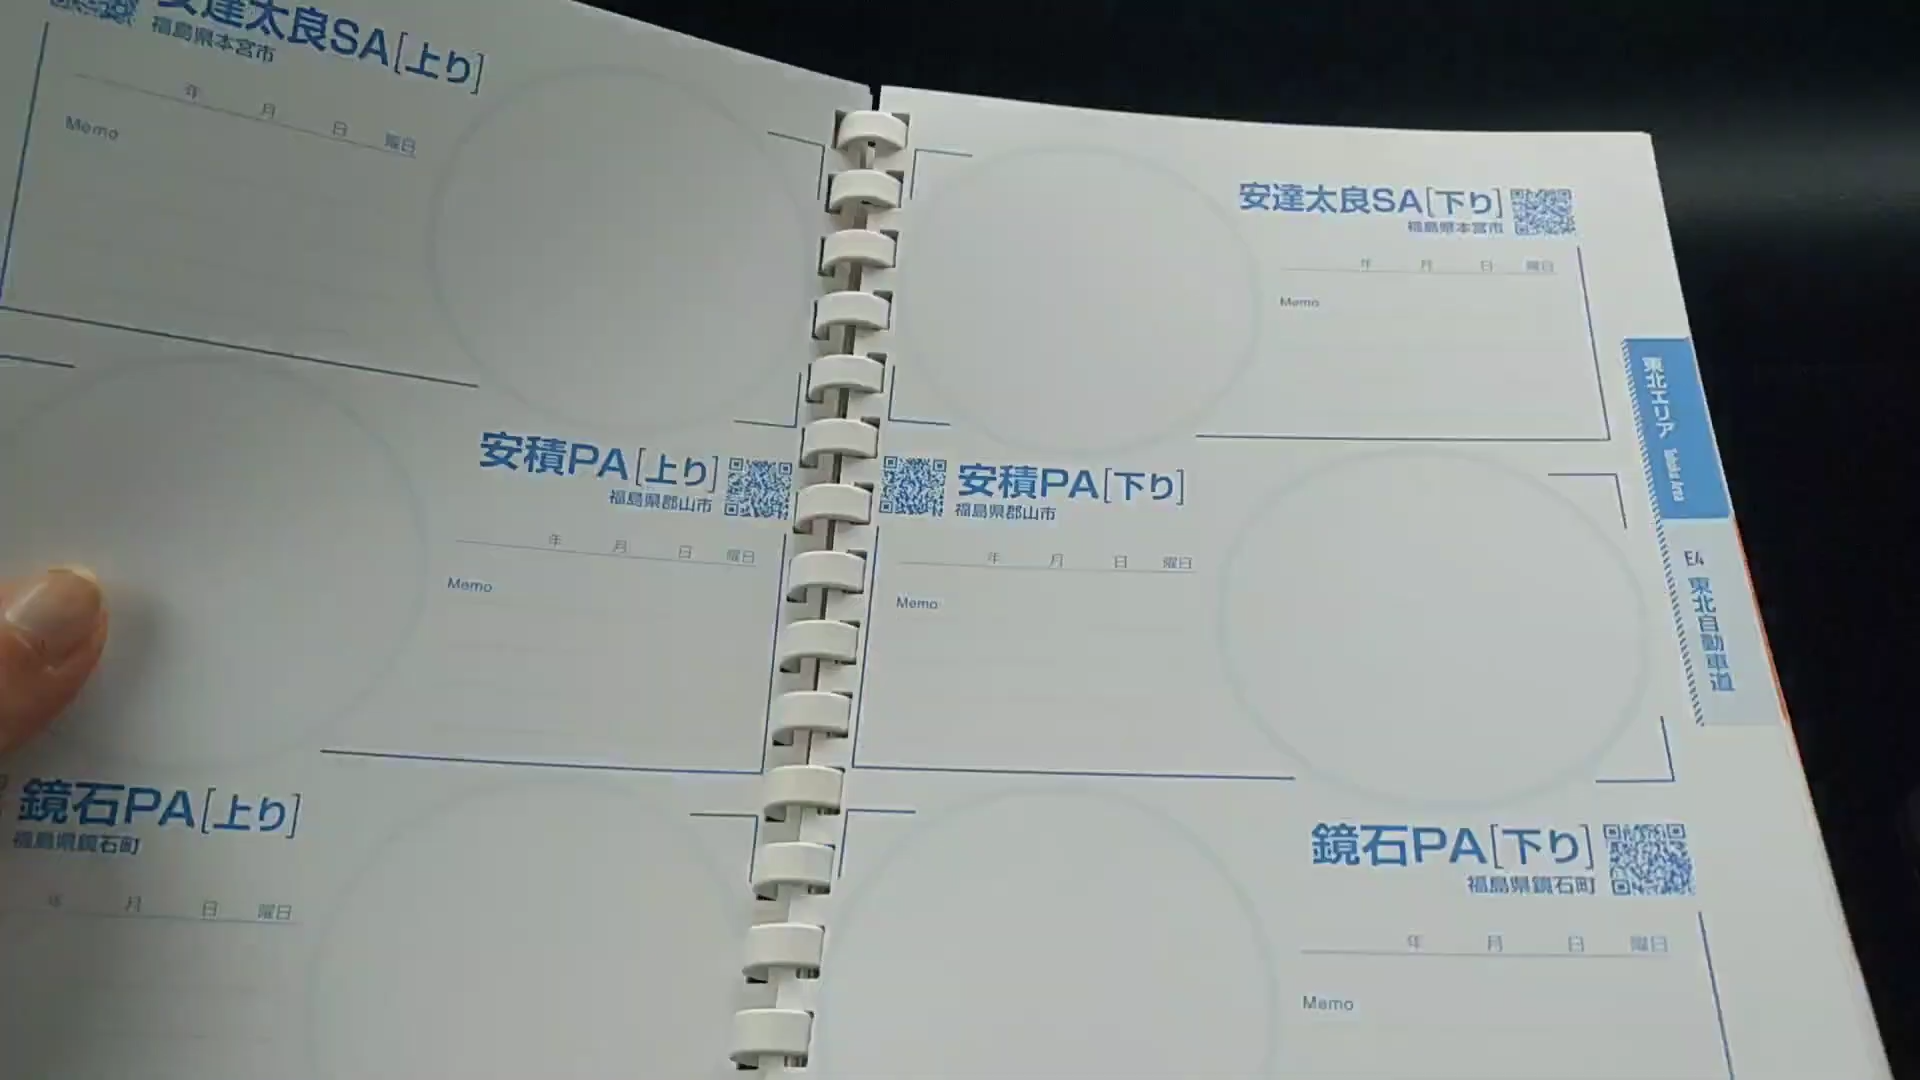 安達太良SA[上り]
福島県本宮市
年 月 日 曜日
Memo
安積PA[上り]
福島県郡山市
年 月 日 曜日
Memo
鏡石PA[上り]
福島県鏡石町
年 月 日 曜日
安達太良SA[下り]
福島県本宮市
年 月 日 曜日
Memo
安積PA[下り]
福島県郡山市
年 月 日 曜日
Memo
鏡石PA[下り]
福島県鏡石町
年 月 日 曜日
Memo
東北エリア Tohoku Area
E4 東北自動車道